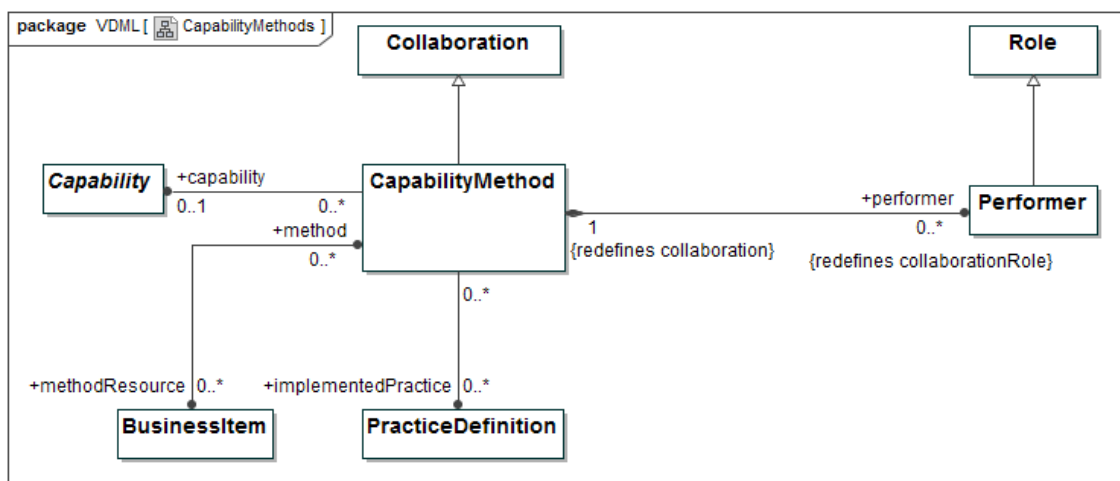 package VDML [ CapabilityMethods ]
Collaboration
Role
Capability
+capability
0..1
0..*
CapabilityMethod
+performer
Performer
1
0..*
+method
0..*
{redefines collaboration}
{redefines collaborationRole}
0..*
+methodResource
0..*
+implementedPractice
0..*
BusinessItem
PracticeDefinition